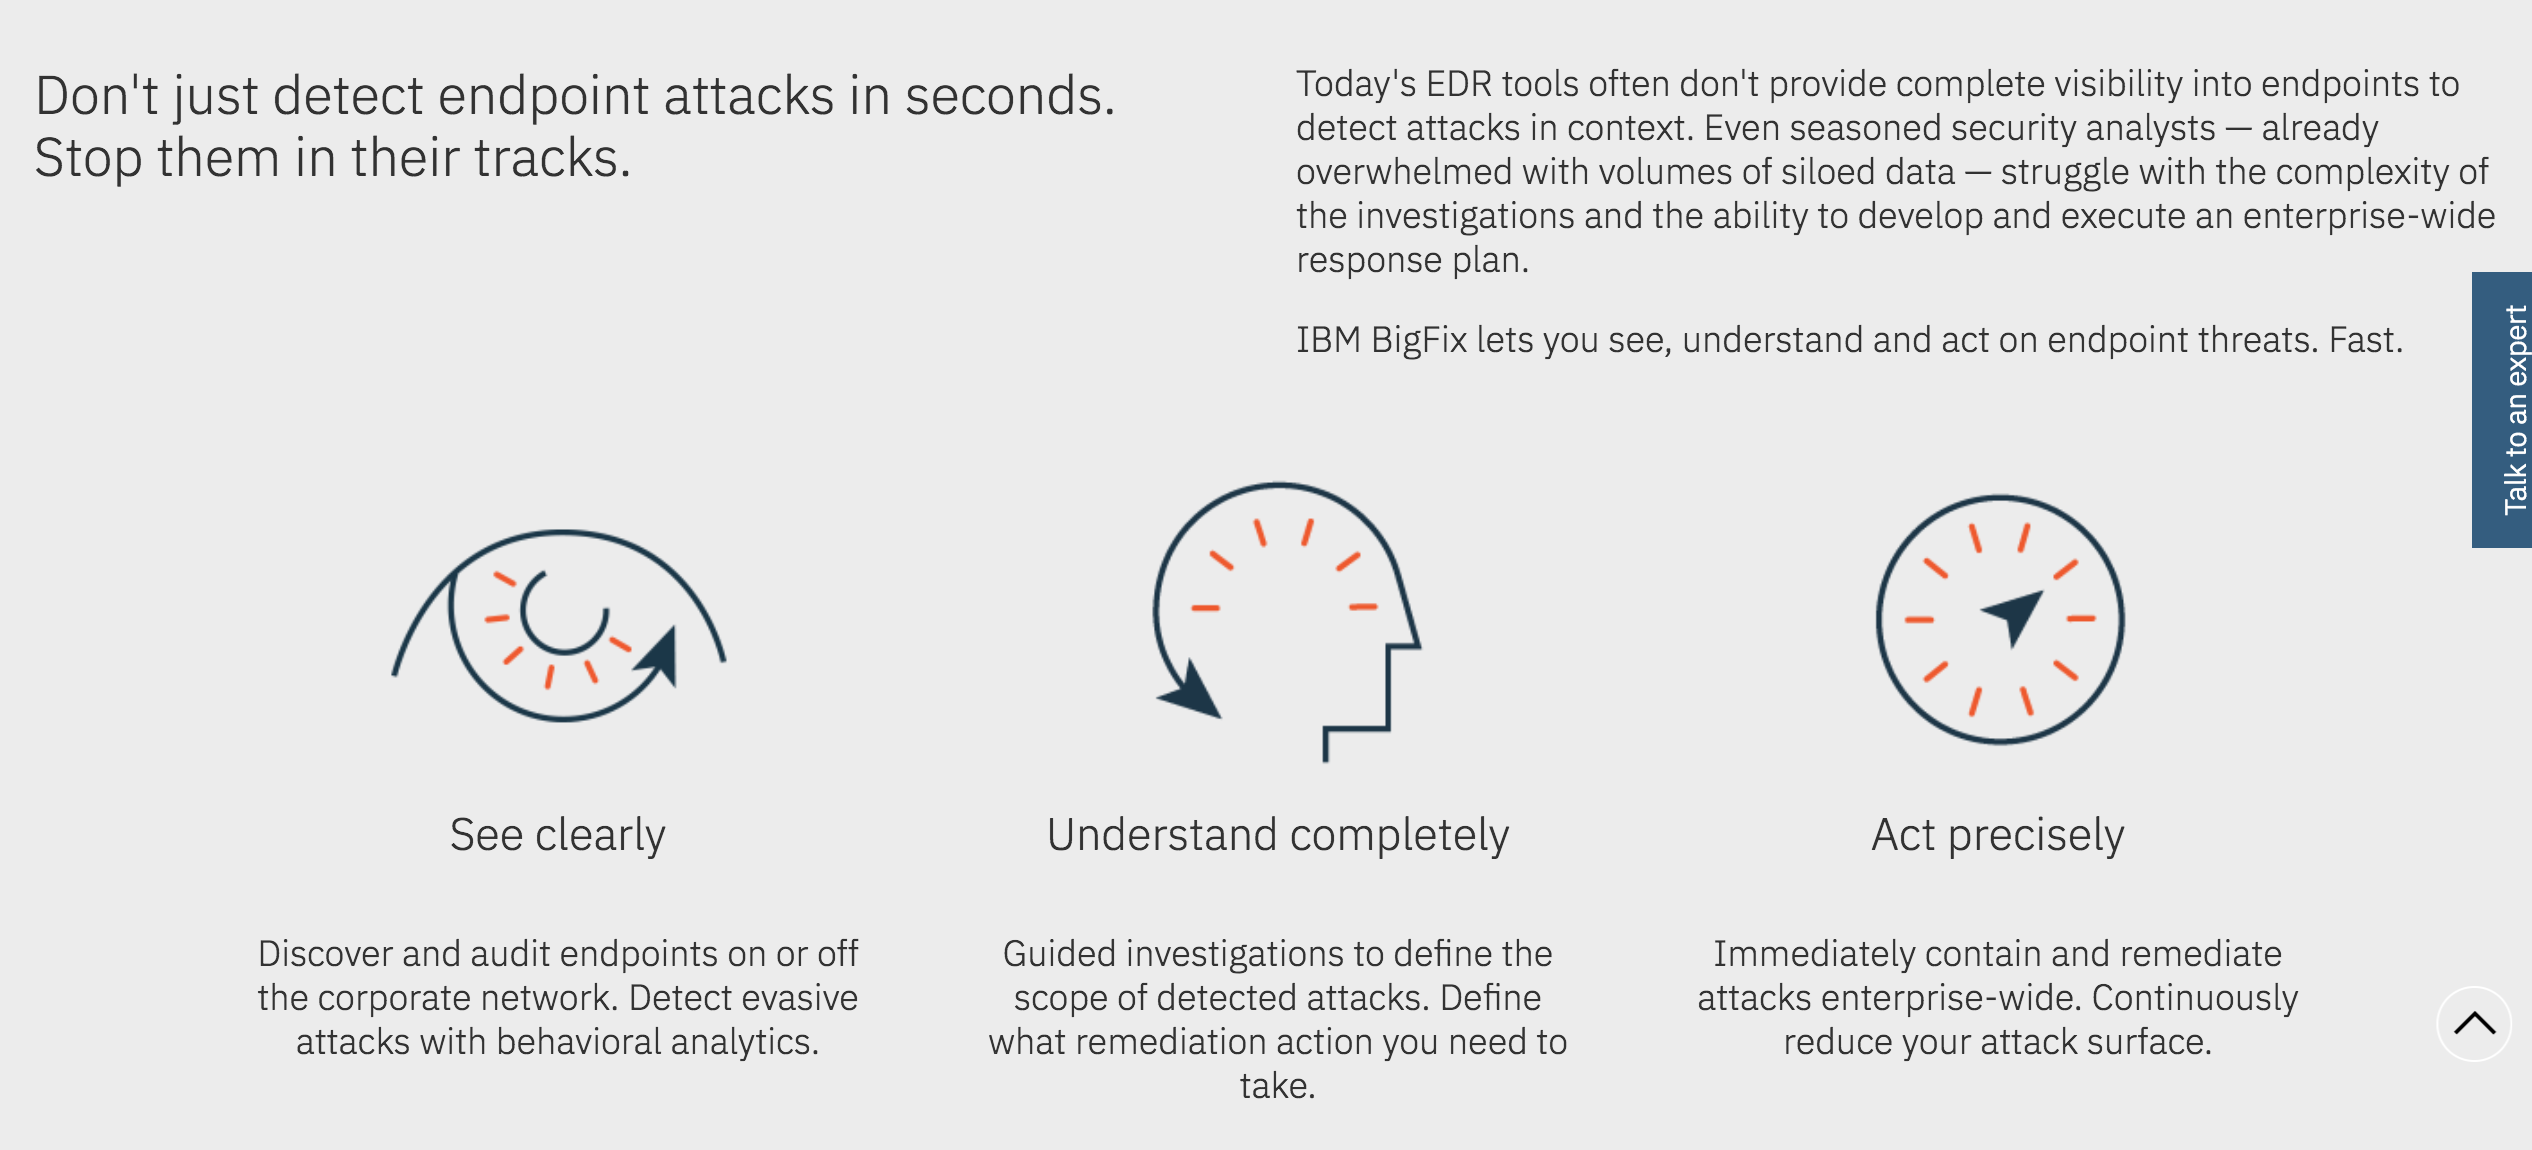 Don't just detect endpoint attacks in seconds.
Stop them in their tracks.
Today's EDR tools often don't provide complete visibility into endpoints to
detect attacks in context. Even seasoned security analysts — already
overwhelmed with volumes of siloed data — struggle with the complexity of
the investigations and the ability to develop and execute an enterprise-wide
response plan.
IBM BigFix lets you see, understand and act on endpoint threats. Fast.
Talk to an expert
See clearly
Discover and audit endpoints on or off
the corporate network. Detect evasive
attacks with behavioral analytics.
Understand completely
Guided investigations to define the
scope of detected attacks. Define
what remediation action you need to
take.
Act precisely
Immediately contain and remediate
attacks enterprise-wide. Continuously
reduce your attack surface.